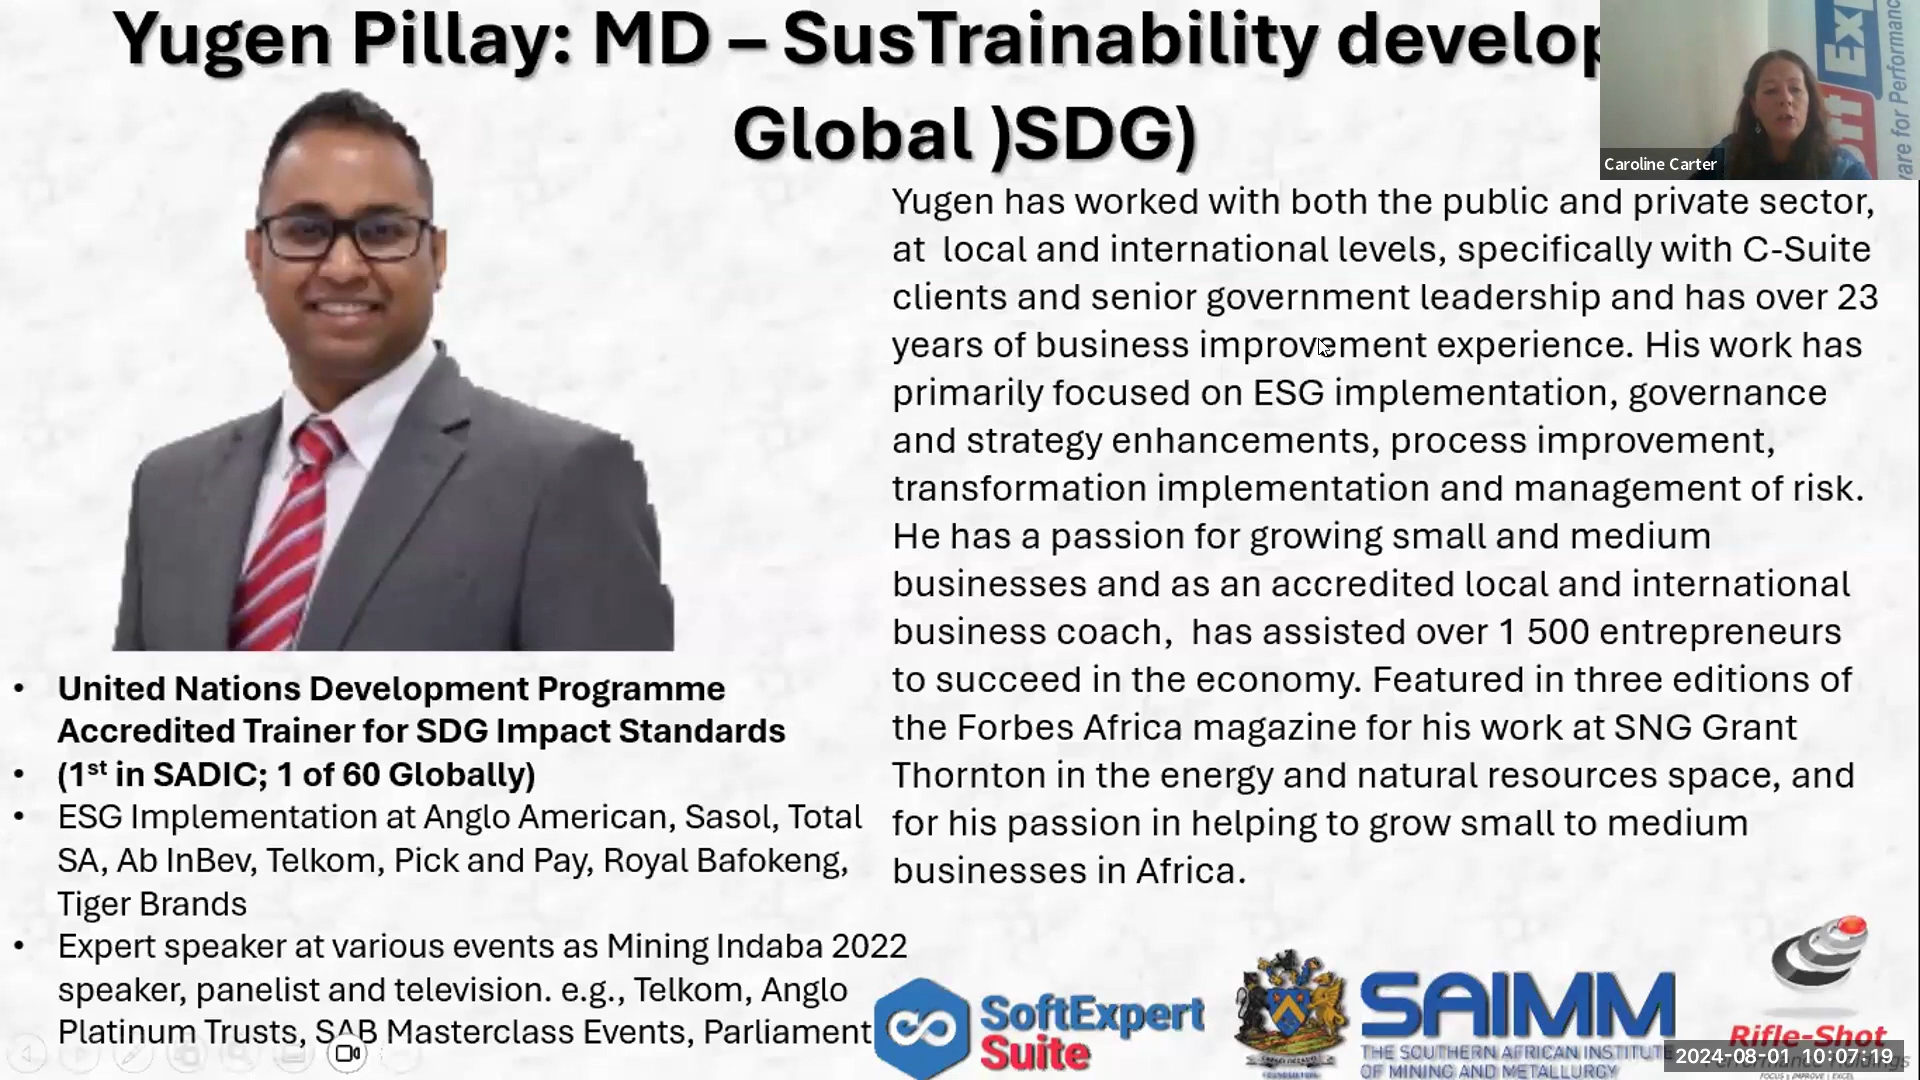 Yugen Pillay: MD – SusTrainability develop
Global )SDG)
Caroline Carter
Yugen has worked with both the public and private sector,
at local and international levels, specifically with C-Suite
clients and senior government leadership and has over 23
years of business improvement experience. His work has
primarily focused on ESG implementation, governance
and strategy enhancements, process improvement,
transformation implementation and management of risk.
He has a passion for growing small and medium
businesses and as an accredited local and international
business coach, has assisted over 1 500 entrepreneurs
to succeed in the economy. Featured in three editions of
the Forbes Africa magazine for his work at SNG Grant
Thornton in the energy and natural resources space, and
for his passion in helping to grow small to medium
businesses in Africa.
• United Nations Development Programme
Accredited Trainer for SDG Impact Standards
• (1st in SADIC; 1 of 60 Globally)
• ESG Implementation at Anglo American, Sasol, Total
SA, Ab InBev, Telkom, Pick and Pay, Royal Bafokeng,
Tiger Brands
• Expert speaker at various events as Mining Indaba 2022
speaker, panelist and television. e.g., Telkom, Anglo
Platinum Trusts, SAB Masterclass Events, Parliament
SoftExpert
Suite
SAIMM
THE SOUTHERN AFRICAN INSTITUTE
OF MINING AND METALLURGY
Rifle-Shot
2024-08-01 10:07:19
FOCUS | IMPROVE | EXCEL